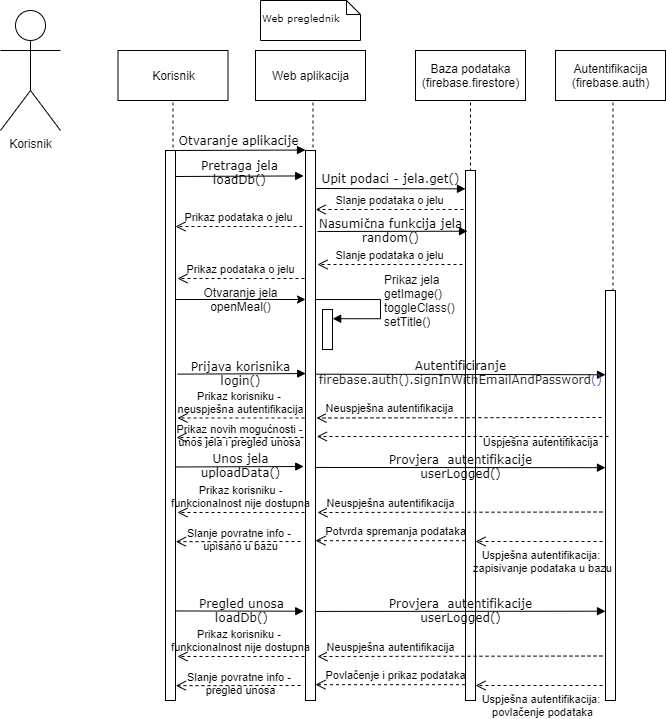 Web preglednik
Korisnik
Korisnik
Web aplikacija
Baza podataka
(firebase.firestore)
Autentifikacija
(firebase.auth)
Otvaranje aplikacije
Pretraga jela
loadDb()
Upit podaci - jela.get()
Slanje podataka o jelu
Prikaz podataka o jelu
Nasumična funkcija jela
random()
Slanje podataka o jelu
Prikaz podataka o jelu
Otvaranje jela
openMeal()
Prikaz jela
getImage()
toggleClass()
setTitle()
Prijava korisnika
login()
Autentificiranje
firebase.auth().signInWithEmailAndPassword()
Prikaz korisniku -
neuspješna autentifikacija
Neuspješna autentifikacija
Prikaz novih mogućnosti -
unos jela i pregled unosa
Uspješna autentifikacija
Unos jela
uploadData()
Provjera autentifikacije
userLogged()
Prikaz korisniku -
funkcionalnost nije dostupna
Neuspješna autentifikacija
Slanje povratne info -
upisano u bazu
Potvrda spremanja podataka
Uspješna autentifikacija:
zapisivanje podataka u bazu
Pregled unosa
loadDb()
Provjera autentifikacije
userLogged()
Prikaz korisniku -
funkcionalnost nije dostupna
Neuspješna autentifikacija
Slanje povratne info -
pregled unosa
Povlačenje i prikaz podataka
Uspješna autentifikacija:
povlačenje podataka